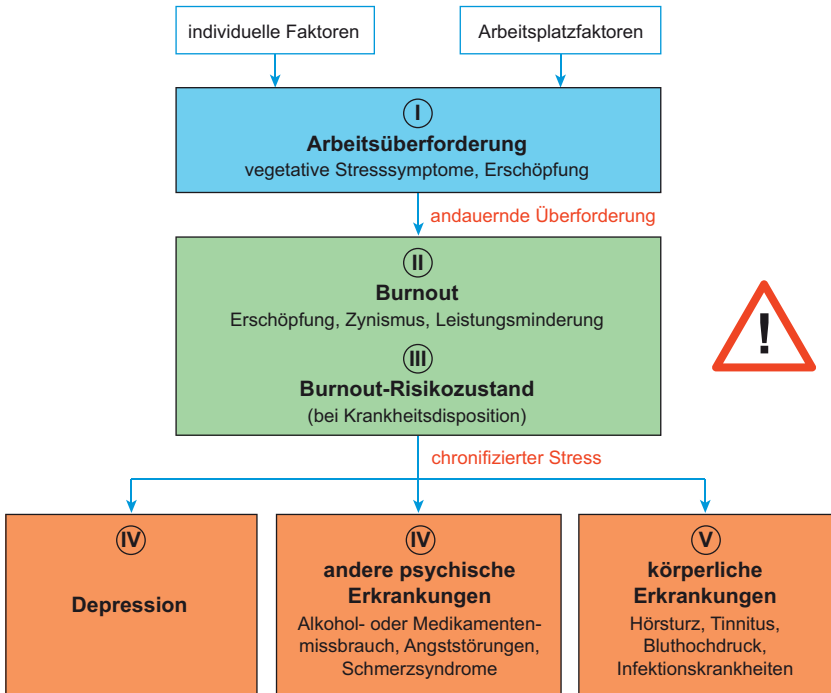 individuelle Faktoren
Arbeitsplatzfaktoren
I
Arbeitsüberforderung
vegetative Stresssymptome, Erschöpfung
andauernde Überforderung
II
Burnout
Erschöpfung, Zynismus, Leistungsminderung
III
Burnout-Risikozustand
(bei Krankheitsdisposition)
!
chronifizierter Stress
IV
Depression
IV
andere psychische
Erkrankungen
Alkohol- oder Medikamenten-
missbrauch, Angststörungen,
Schmerzsyndrome
V
körperliche
Erkrankungen
Hörsturz, Tinnitus,
Bluthochdruck,
Infektionskrankheiten